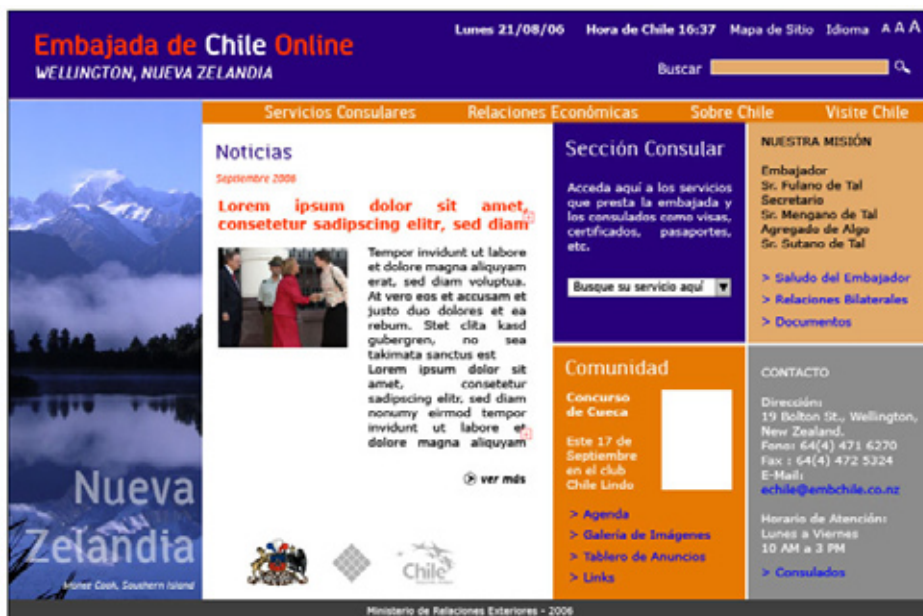 Lunes 21/08/06 Hora de Chile 16:37 Mapa de Sitio Idioma A A A
Embajada de Chile Online
WELLINGTON, NUEVA ZELANDIA
Buscar
Servicios Consulares Relaciones Económicas Sobre Chile Visite Chile
Noticias
Septiembre 2006
Lorem ipsum dolor sit amet,
consetetur sadipscing elitr, sed diam
Tempor invidunt ut labore
et dolore magna aliquyam
erat, sed diam voluptua.
At vero eos et accusam et
justo duo dolores et ea
rebum. Stet clita kasd
gubergren, no sea
takimata sanctus est
Lorem ipsum dolor sit
amet, consetetur
sadipscing elitr, sed diam
nonumy eirmod tempor
invidunt ut labore et
dolore magna aliquyam
ver más
Sección Consular
Acceda aquí a los servicios
que presta la embajada y
los consulados como visas,
certificados, pasaportes,
etc.
Busque su servicio aquí
NUESTRA MISIÓN
Embajador
Sr. Fulano de Tal
Secretario
Sr. Mengano de Tal
Agregado de Algo
Sr. Sutano de Tal
> Saludo del Embajador
> Relaciones Bilaterales
> Documentos
Comunidad
Concurso
de Cueca
Este 17 de
Septiembre
en el club
Chile Lindo
> Agenda
> Galería de Imágenes
> Tablero de Anuncios
> Links
CONTACTO
Dirección:
19 Bolton St., Wellington,
New Zealand.
Fono: 64(4) 471 6270
Fax : 64(4) 472 5324
E-Mail:
echile@embchile.co.nz
Horario de Atención:
Lunes a Viernes
10 AM a 3 PM
> Consulados
Nueva
Zelandia
Cook, Southern Island
Chile
Ministerio de Relaciones Exteriores - 2006